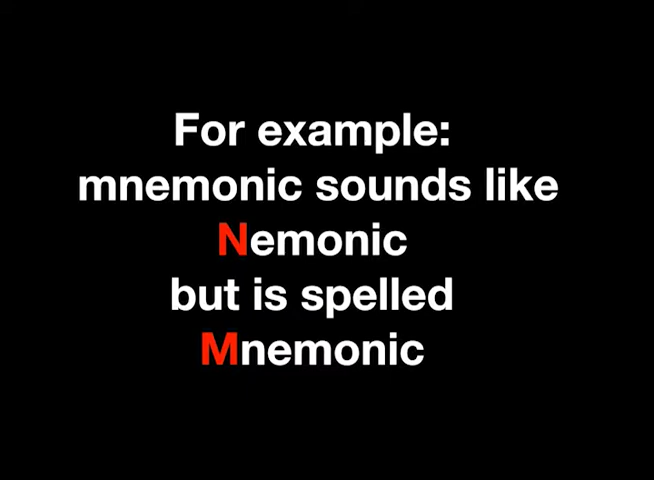 For example:
mnemonic sounds like
Nemonic
but is spelled
Mnemonic